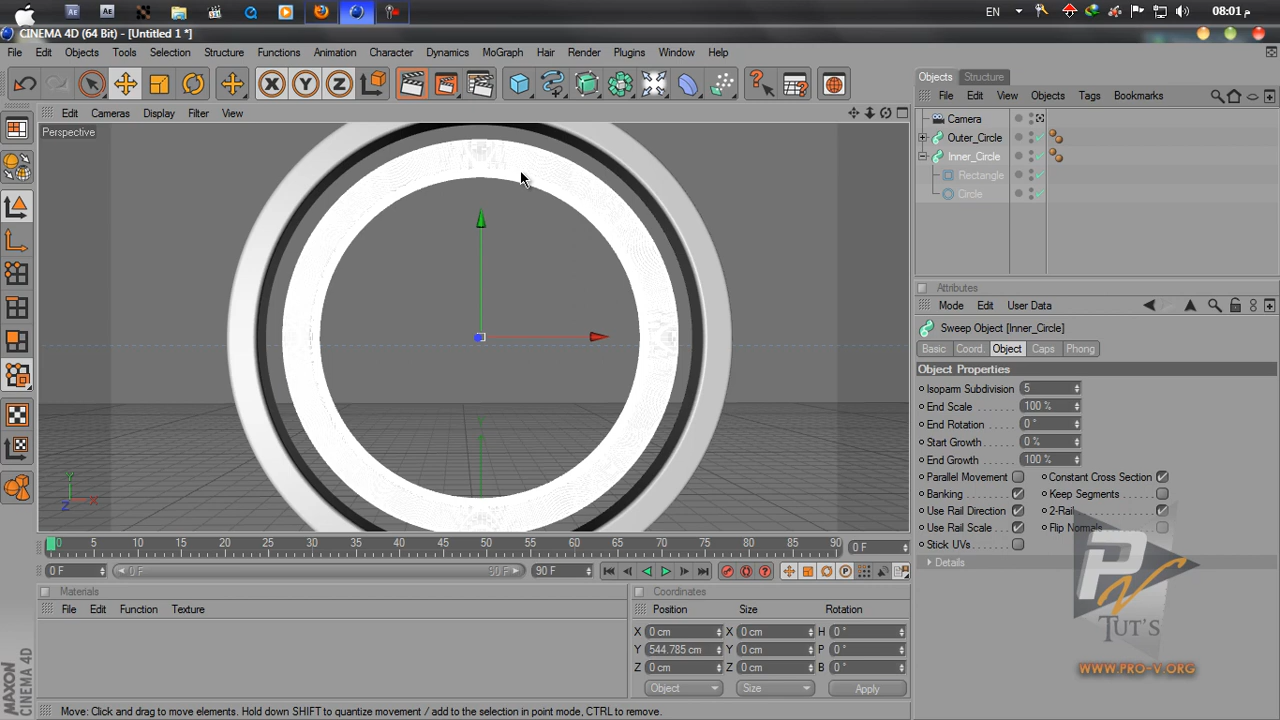 EN
08:01 م
CINEMA 4D (64 Bit) - [Untitled 1 *]
File Edit Objects Tools Selection Structure Functions Animation Character Dynamics MoGraph Hair Render Plugins Window Help
X Y Z
Objects Structure
File Edit View Objects Tags Bookmarks
Edit Cameras Display Filter View
Perspective
Camera
Outer_Circle
Inner_Circle
Rectangle
Circle
Y
Z X
Attributes
Mode Edit User Data
Sweep Object [Inner_Circle]
Basic Coord. Object Caps Phong
Object Properties
Isoparm Subdivision 5
End Scale 100 %
End Rotation 0 °
Start Growth 0 %
End Growth 100 %
Parallel Movement Constant Cross Section
Banking Keep Segments
Use Rail Direction 2-Rail
Use Rail Scale Flip Normals
Stick UVs
Details
0 5 10 15 20 25 30 35 40 45 50 55 60 65 70 75 80 85 90 0 F
0 F 0 F 90 F 90 F
Materials
File Edit Function Texture
Coordinates
Position Size Rotation
X 0 cm X 0 cm H 0 °
Y 544.785 cm Y 0 cm P 0 °
Z 0 cm Z 0 cm B 0 °
Object Size Apply
PV
TUT'S
WWW.PRO-V.ORG
MAXON
CINEMA 4D
Move: Click and drag to move elements. Hold down SHIFT to quantize movement / add to the selection in point mode, CTRL to remove.